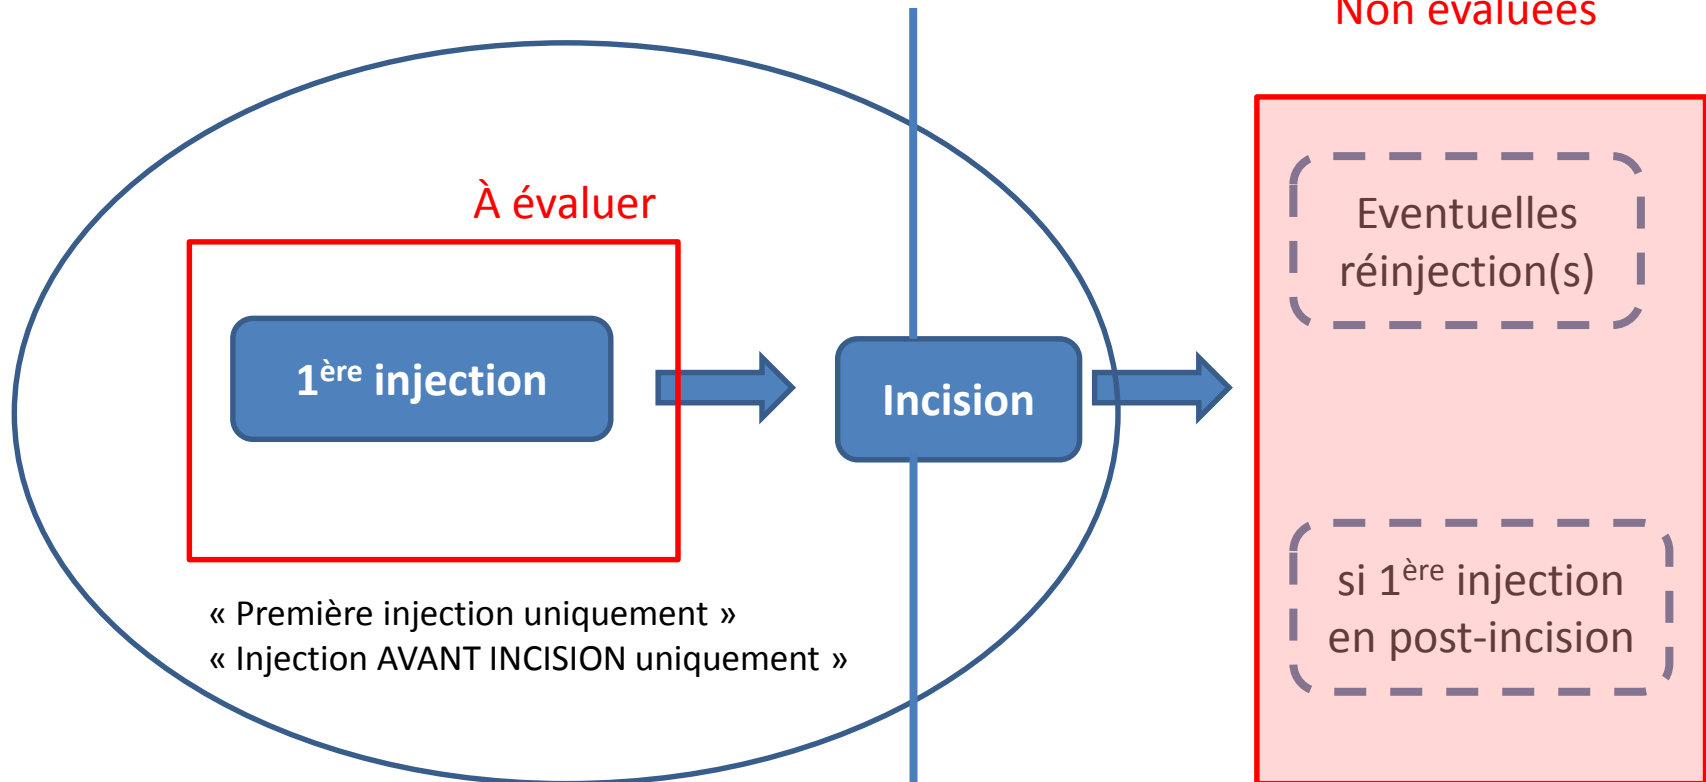 Non évaluées
À évaluer
Eventuelles
réinjection(s)
1ère injection
Incision
si 1ère injection
en post-incision
« Première injection uniquement »
« Injection AVANT INCISION uniquement »